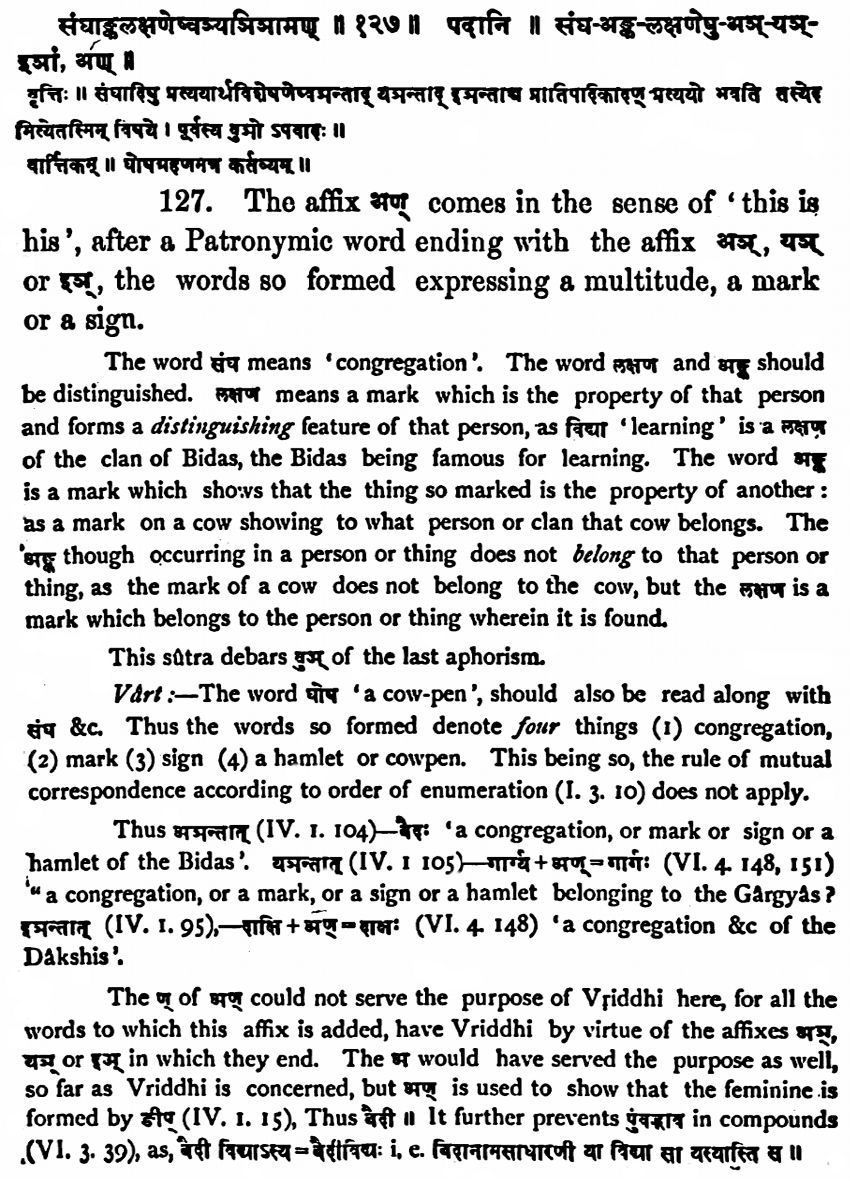 संघाङ्कलक्षणेष्वञ्यञिञामण् ॥ १२७ ॥ पदानि ॥ संघ-अङ्क-लक्षणेषु-अञ्-यञ्-
इञां, अण् ॥
वृत्तिः ॥ संघादिषु प्रत्ययार्थविशेषणेष्वञन्ताद् यञन्ताद् इञन्ताच्च प्रातिपदिकादण् प्रत्ययो भवति तस्येद
मित्येतस्मिन् विषये । पूर्वस्य वुञो ऽपवादः ॥
वार्त्तिकम् ॥ घोषग्रहणमत्र कर्तव्यम् ॥
127. The affix अण् comes in the sense of ‘this is
his’, after a Patronymic word ending with the affix अञ्, यञ्
or इञ्, the words so formed expressing a multitude, a mark
or a sign.
The word संघ means ‘congregation’. The word लक्षण and अङ्क should
be distinguished. लक्षण means a mark which is the property of that person
and forms a distinguishing feature of that person, as विद्या ‘learning’ is a लक्षण
of the clan of Bidas, the Bidas being famous for learning. The word अङ्क
is a mark which shows that the thing so marked is the property of another:
as a mark on a cow showing to what person or clan that cow belongs. The
'अङ्क though occurring in a person or thing does not belong to that person or
thing, as the mark of a cow does not belong to the cow, but the लक्षण is a
mark which belongs to the person or thing wherein it is found.
This sûtra debars वुञ् of the last aphorism.
Vârt:—The word घोष ‘a cow-pen’, should also be read along with
संघ &c. Thus the words so formed denote four things (1) congregation,
(2) mark (3) sign (4) a hamlet or cowpen. This being so, the rule of mutual
correspondence according to order of enumeration (I. 3. 10) does not apply.
Thus अञन्तात् (IV. 1. 104)—बैदः ‘a congregation, or mark or sign or a
hamlet of the Bidas’. यञन्तात् (IV. 1 105)—गार्ग्य + अण् = गार्गः (VI. 4. 148, 151)
“a congregation, or a mark, or a sign or a hamlet belonging to the Gârgyâs?
इञन्तात् (IV. 1. 95),—दाक्षि + अण् = दाक्षः (VI. 4. 148) ‘a congregation &c of the
Dâkshis’.
The ण् of अण् could not serve the purpose of Vṛiddhi here, for all the
words to which this affix is added, have Vriddhi by virtue of the affixes अञ्,
यञ् or इञ् in which they end. The अ would have served the purpose as well,
so far as Vriddhi is concerned, but अण् is used to show that the feminine is
formed by ङीप् (IV. 1. 15), Thus बैदी ॥ It further prevents पुंवद्भाव in compounds
(VI. 3. 39), as, बैदी विद्याऽस्य = बैदीविद्यः i, e. बिदानामसाधारणी या विद्या सा यस्यास्ति स ॥